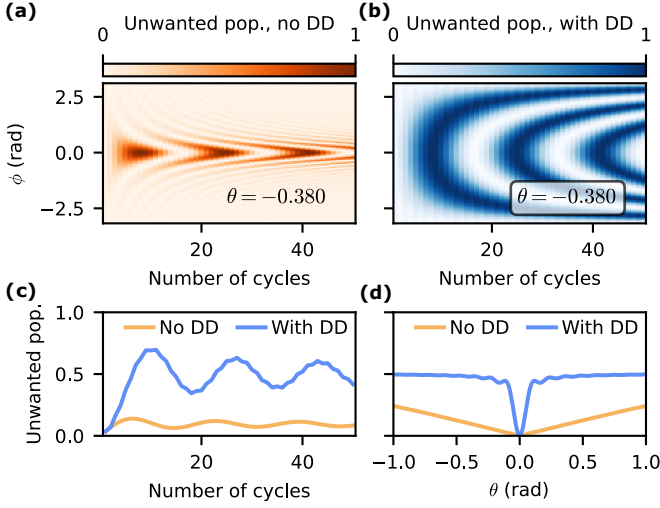 (a) Unwanted pop., no DD
0 1
2.5
0.0
−2.5
ϕ (rad)
θ = −0.380
20 40
Number of cycles
(b) Unwanted pop., with DD
0 1
θ = −0.380
20 40
Number of cycles
(c)
1.0
0.5
0.0
Unwanted pop.
No DD With DD
20 40
Number of cycles
(d)
No DD With DD
−1.0 −0.5 0.0 0.5 1.0
θ (rad)